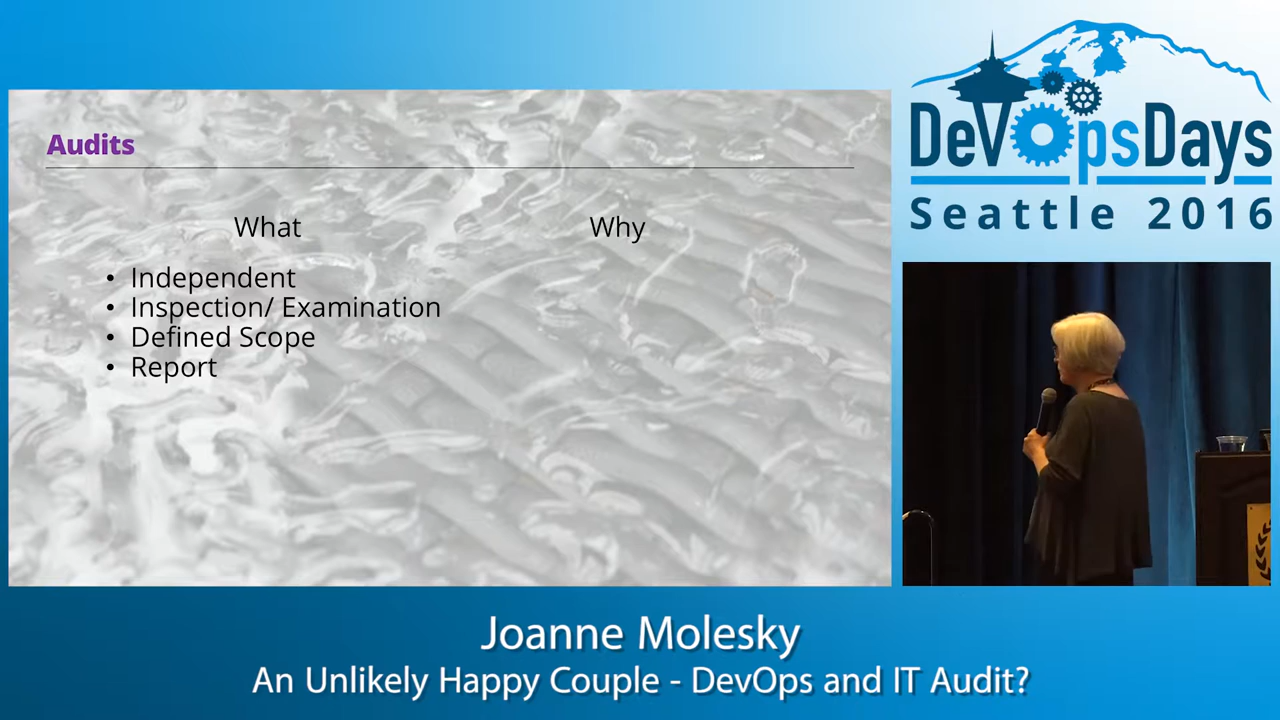 Audits
What
Why
• Independent
• Inspection/ Examination
• Defined Scope
• Report
DevOpsDays
Seattle 2016
Joanne Molesky
An Unlikely Happy Couple - DevOps and IT Audit?